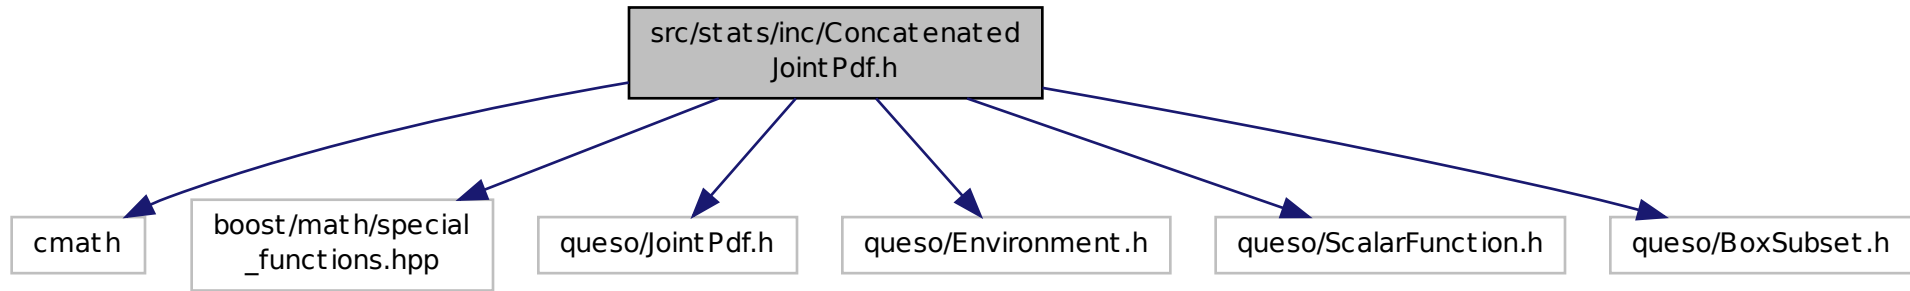 src/stats/inc/Concatenated
JointPdf.h
cmath
boost/math/special
_functions.hpp
queso/JointPdf.h
queso/Environment.h
queso/ScalarFunction.h
queso/BoxSubset.h